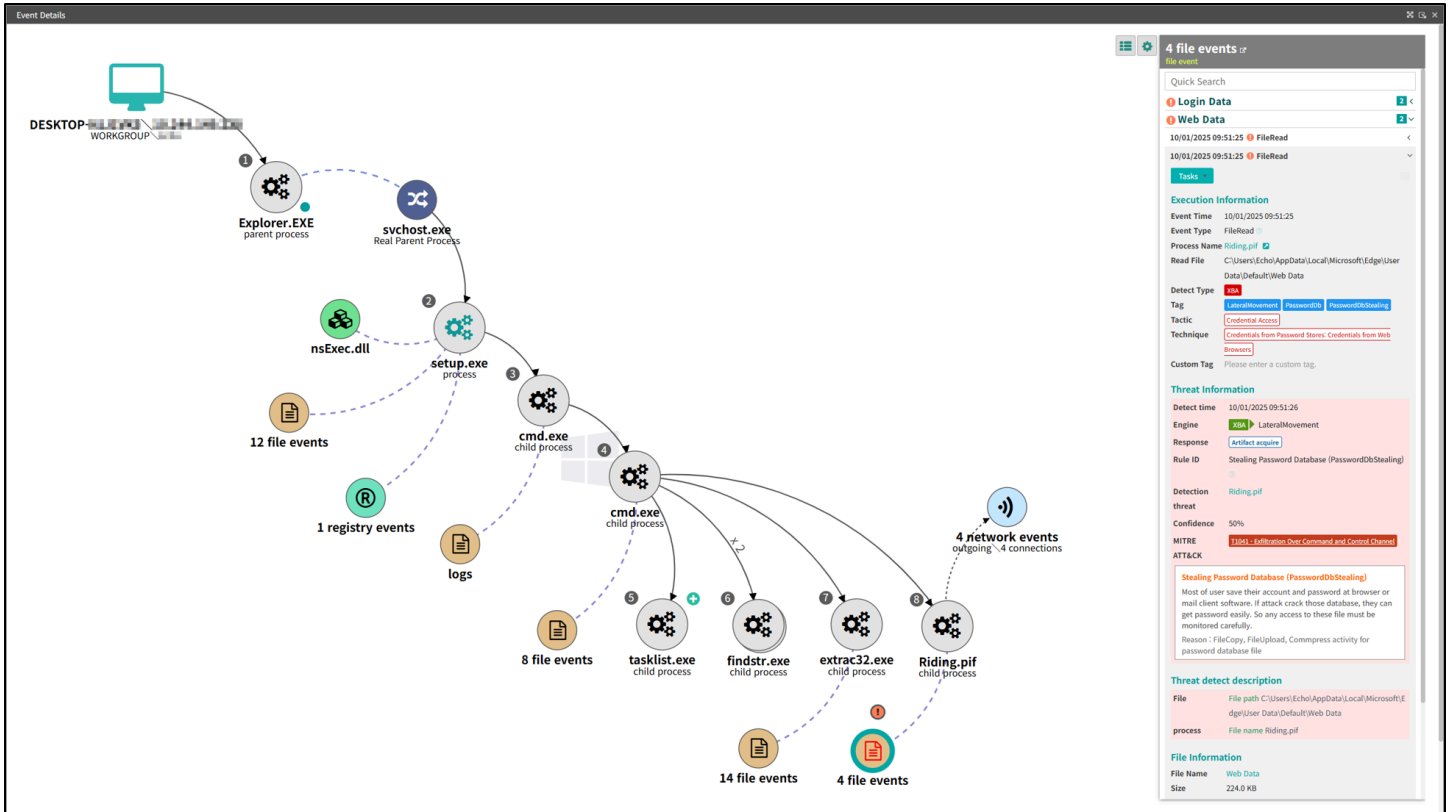 Event Details
DESKTOP-
WORKGROUP
1
Explorer.EXE
parent process
svchost.exe
Real Parent Process
2
nsExec.dll
setup.exe
process
12 file events
3
cmd.exe
child process
1 registry events
4
cmd.exe
child process
logs
4 network events
outgoing 4 connections
x 2
8 file events
5
tasklist.exe
child process
6
findstr.exe
child process
7
extrac32.exe
child process
8
Riding.pif
child process
14 file events
4 file events
4 file events
file event
Quick Search
Login Data 2
Web Data 2
10/01/2025 09:51:25 FileRead
10/01/2025 09:51:25 FileRead
Tasks
Execution Information
Event Time 10/01/2025 09:51:25
Event Type FileRead
Process Name Riding.pif
Read File C:\Users\Echo\AppData\Local\Microsoft\Edge\User
Data\Default\Web Data
Detect Type XBA
Tag LateralMovement PasswordDb PasswordDbStealing
Tactic Credential Access
Technique Credentials from Password Stores: Credentials from Web
Browsers
Custom Tag Please enter a custom tag.
Threat Information
Detect time 10/01/2025 09:51:26
Engine XBA LateralMovement
Response Artifact acquire
Rule ID Stealing Password Database (PasswordDbStealing)
Detection Riding.pif
threat
Confidence 50%
MITRE T1041 - Exfiltration Over Command and Control Channel
ATT&CK
Stealing Password Database (PasswordDbStealing)
Most of user save their account and password at browser or
mail client software. If attack crack those database, they can
get password easily. So any access to these file must be
monitored carefully.
Reason : FileCopy, FileUpload, Commpress activity for
password database file
Threat detect description
File File path C:\Users\Echo\AppData\Local\Microsoft\E
dge\User Data\Default\Web Data
process File name Riding.pif
File Information
File Name Web Data
Size 224.0 KB